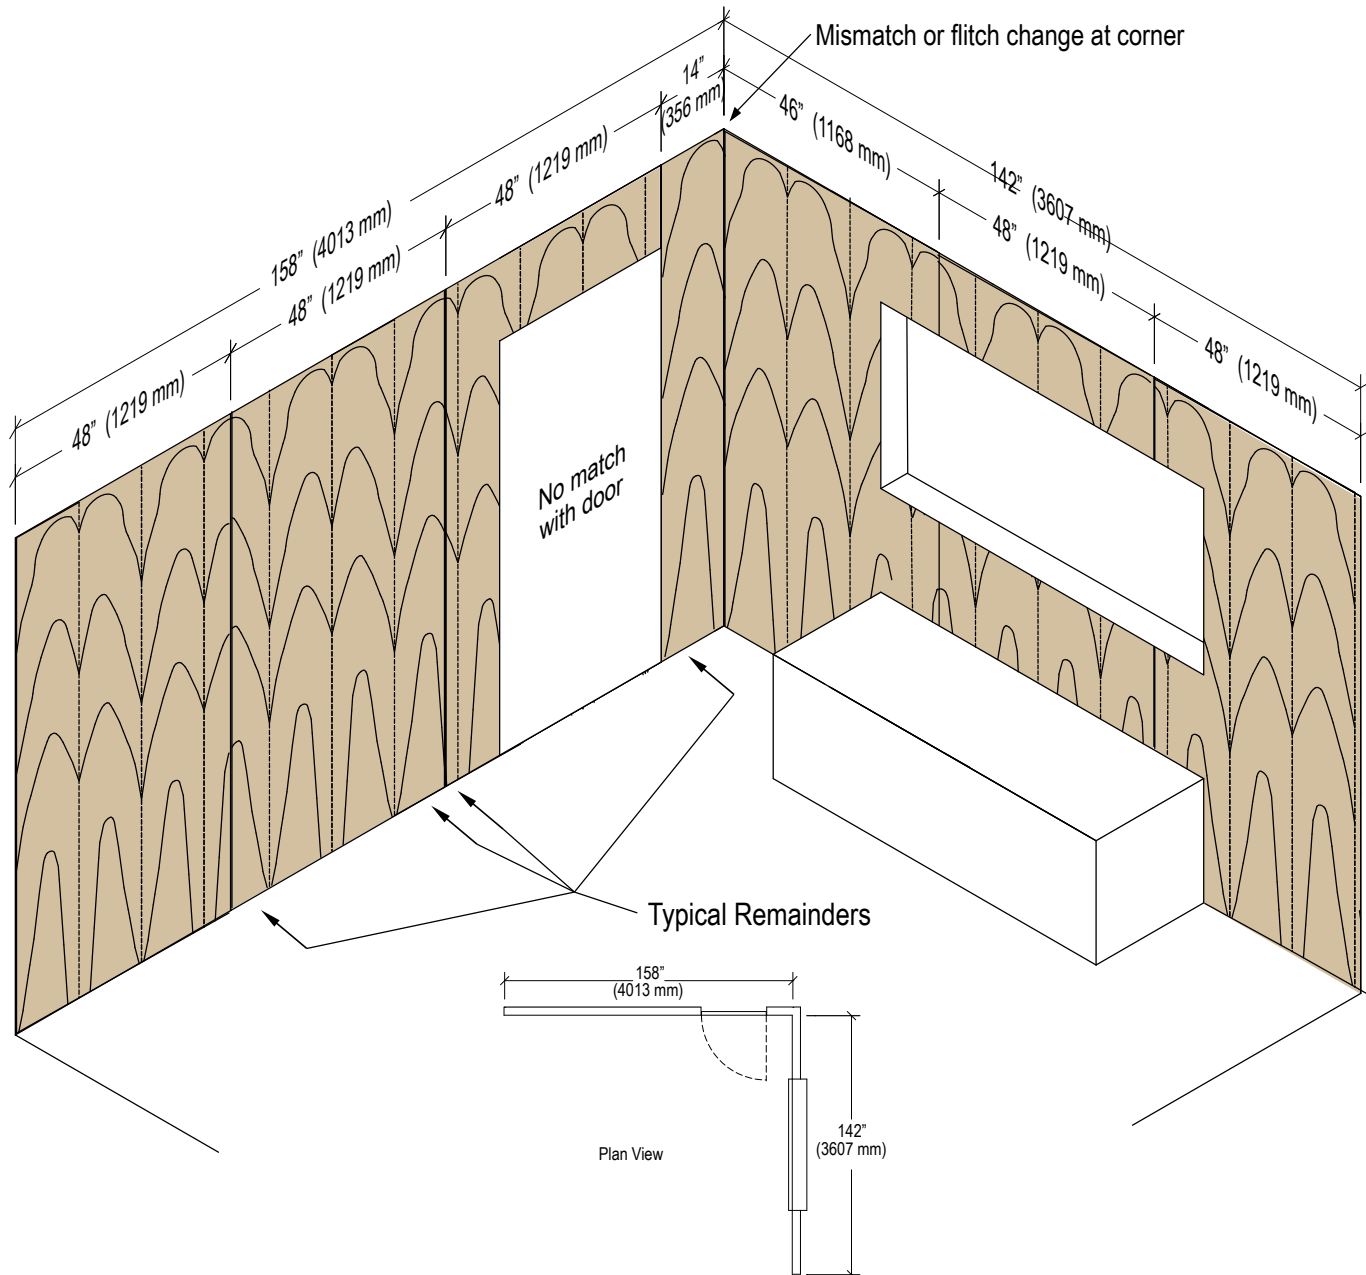 Mismatch or flitch change at corner
14”
(356 mm)
46” (1168 mm)
142” (3607 mm)
48” (1219 mm)
158” (4013 mm)
48” (1219 mm)
48” (1219 mm)
48” (1219 mm)
48” (1219 mm)
No match
with door
Typical Remainders
158”
(4013 mm)
142”
(3607 mm)
Plan View